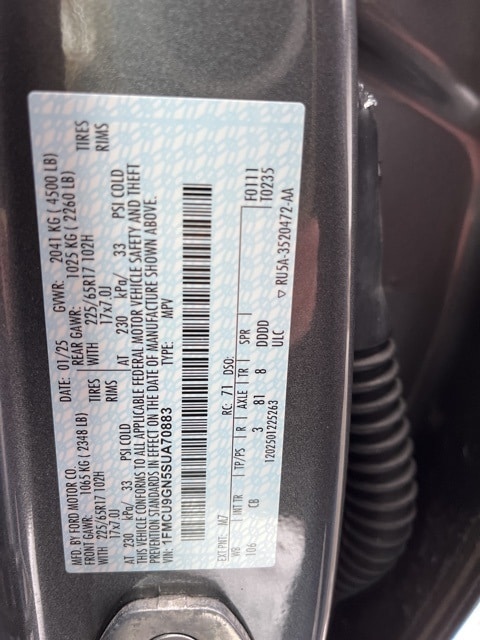 MFD. BY FORD MOTOR CO.
DATE: 01/25 GVWR: 2041 KG ( 4500 LB)
FRONT GAWR: 1065 KG ( 2348 LB) REAR GAWR: 1025 KG ( 2260 LB)
WITH 225/65R17 102H TIRES WITH 225/65R17 102H TIRES
17x7.0J RIMS 17x7.0J RIMS
AT 230 kPa/ 33 PSI COLD AT 230 kPa/ 33 PSI COLD
THIS VEHICLE CONFORMS TO ALL APPLICABLE FEDERAL MOTOR VEHICLE SAFETY AND THEFT
PREVENTION STANDARDS IN EFFECT ON THE DATE OF MANUFACTURE SHOWN ABOVE.
VIN: 1FMCU9GN5SUA70883 TYPE: MPV
EXT PNT: M7 RC: 71 DSO: F0111
WB INT TR TP/PS R AXLE TR SPR T0235
106 CB 3 81 8 DDDD
ULC
1202501225263 ▽ RU5A-3520472-AA